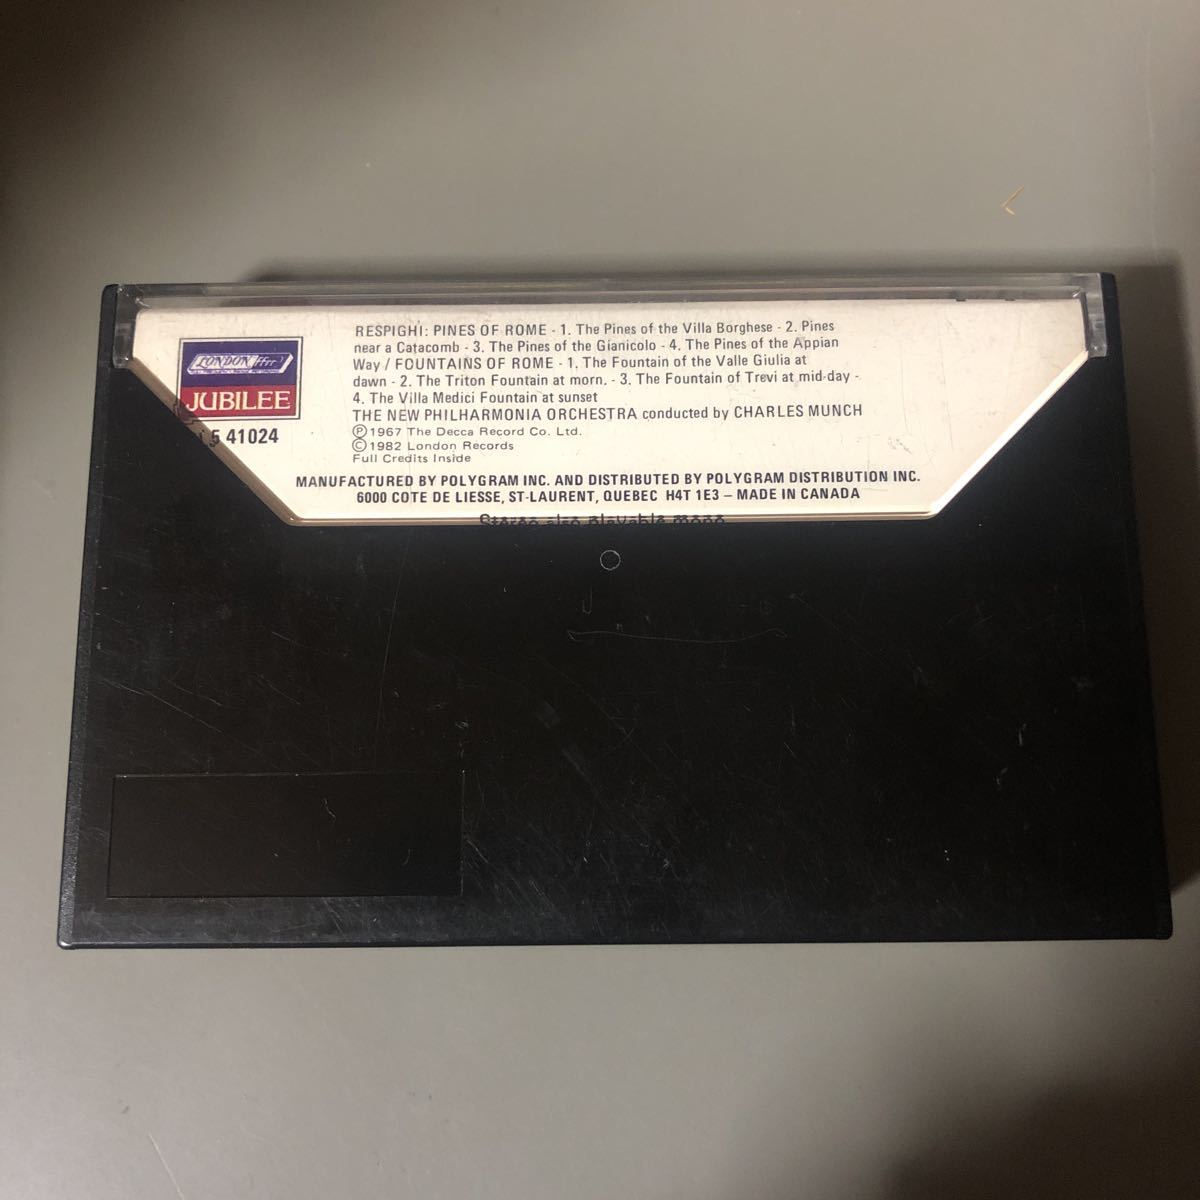 LONDON ffrr
JUBILEE
5 41024
RESPIGHI: PINES OF ROME - 1. The Pines of the Villa Borghese - 2. Pines
near a Catacomb - 3. The Pines of the Gianicolo - 4. The Pines of the Appian
Way / FOUNTAINS OF ROME - 1. The Fountain of the Valle Giulia at
dawn - 2. The Triton Fountain at morn. - 3. The Fountain of Trevi at mid-day -
4. The Villa Medici Fountain at sunset
THE NEW PHILHARMONIA ORCHESTRA conducted by CHARLES MUNCH
Ⓟ1967 The Decca Record Co. Ltd.
©1982 London Records
Full Credits Inside
MANUFACTURED BY POLYGRAM INC. AND DISTRIBUTED BY POLYGRAM DISTRIBUTION INC.
6000 COTE DE LIESSE, ST-LAURENT, QUEBEC H4T 1E3 – MADE IN CANADA
Stereo also playable mono